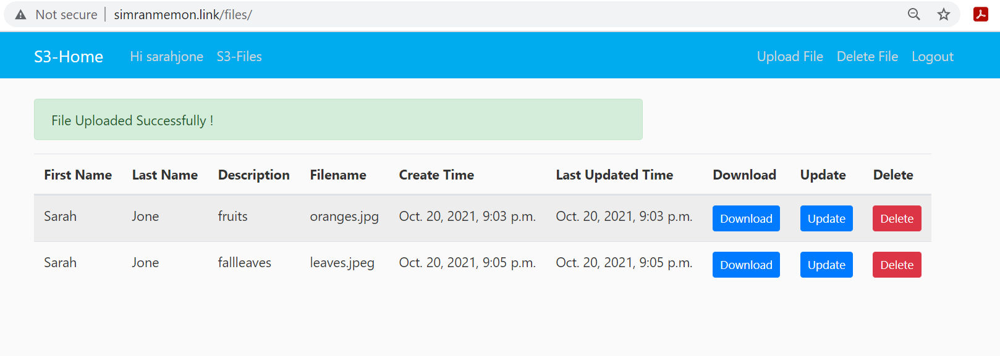 Not secure | simranmemon.link/files/
S3-Home Hi sarahjone S3-Files Upload File Delete File Logout
File Uploaded Successfully !
First Name Last Name Description Filename Create Time Last Updated Time Download Update Delete
Sarah Jone fruits oranges.jpg Oct. 20, 2021, 9:03 p.m. Oct. 20, 2021, 9:03 p.m. Download Update Delete
Sarah Jone fallleaves leaves.jpeg Oct. 20, 2021, 9:05 p.m. Oct. 20, 2021, 9:05 p.m. Download Update Delete